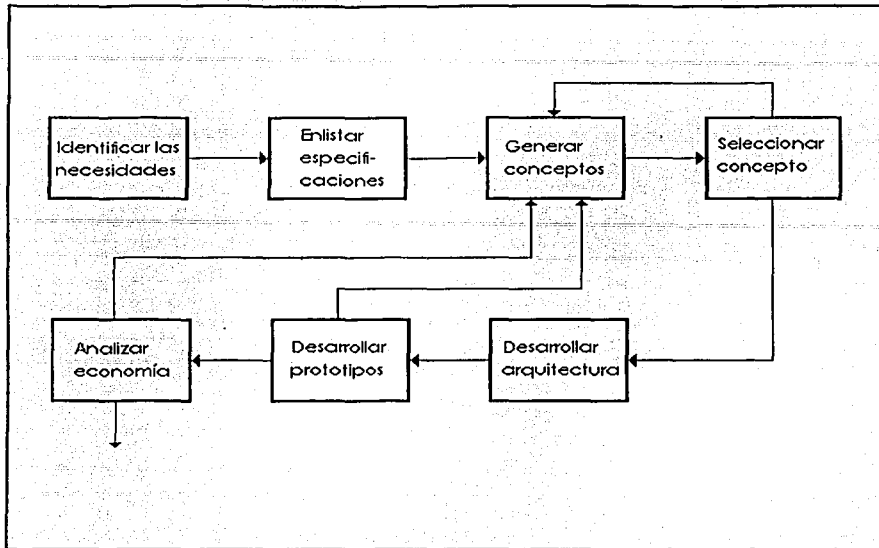 Identificar las
necesidades
Enlistar
especifi-
caciones
Generar
conceptos
Seleccionar
concepto
Analizar
economía
Desarrollar
prototipos
Desarrollar
arquitectura